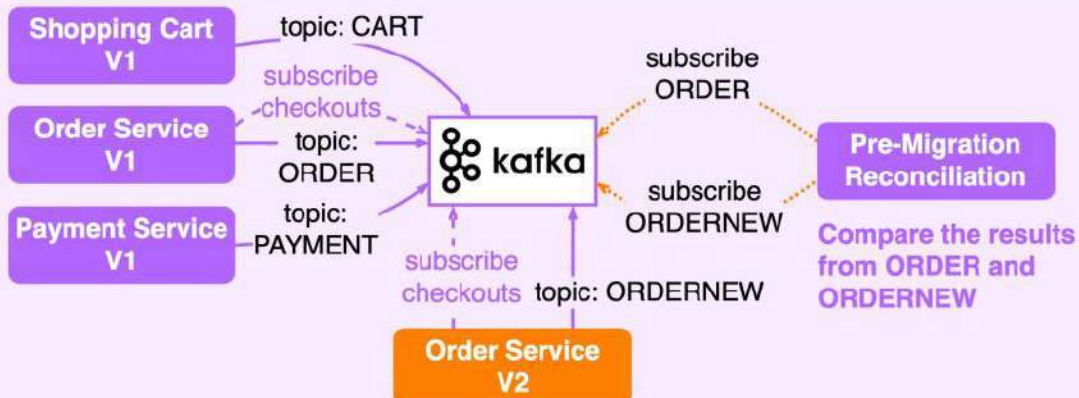 Shopping Cart
V1
topic: CART
subscribe
checkouts
Order Service
V1
topic:
ORDER
Payment Service
V1
topic:
PAYMENT
kafka
subscribe
ORDER
subscribe
ORDERNEW
Pre-Migration
Reconciliation
Compare the results
from ORDER and
ORDERNEW
subscribe
checkouts
topic: ORDERNEW
Order Service
V2